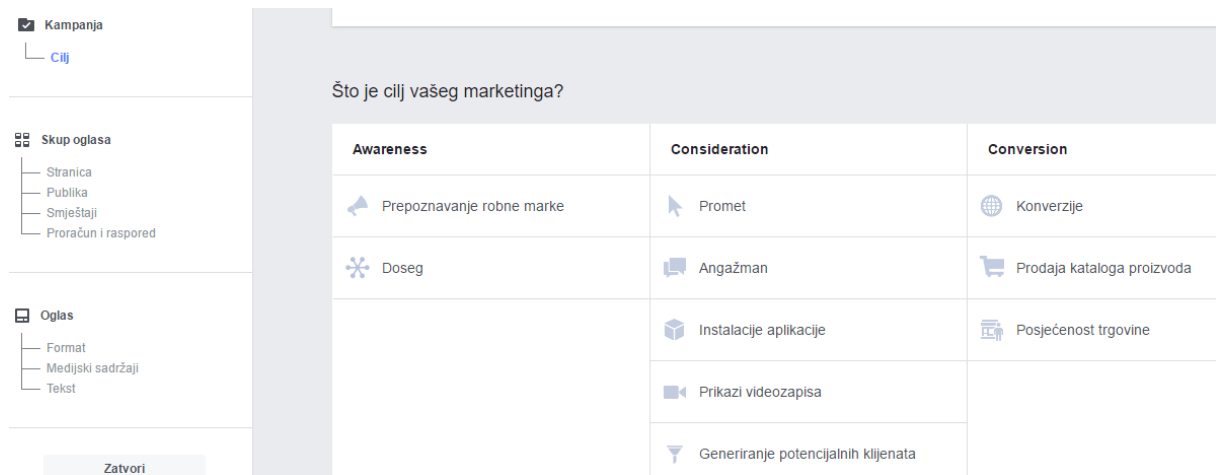 Kampanja
Cilj
Skup oglasa
Stranica
Publika
Smještaji
Proračun i raspored
Oglas
Format
Medijski sadržaji
Tekst
Zatvori
Što je cilj vašeg marketinga?
Awareness
Consideration
Conversion
Prepoznavanje robne marke
Promet
Konverzije
Doseg
Angažman
Prodaja kataloga proizvoda
Instalacije aplikacije
Posjećenost trgovine
Prikazi videozapisa
Generiranje potencijalnih klijenata